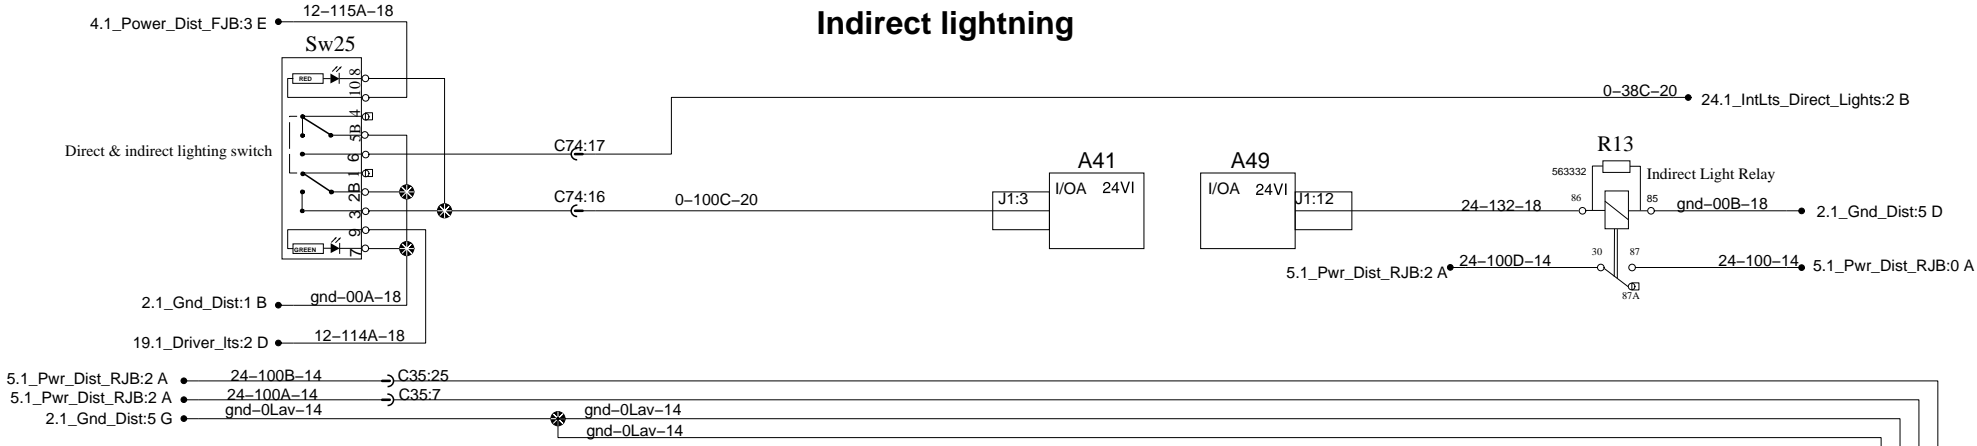 Indirect lightning
12−115A−18
4.1_Power_Dist_FJB:3 E
Sw25
RED
8
10
4
5B
6
1
2B
3
9
7
GREEN
Direct & indirect lighting switch
C74:17
0−38C−20
24.1_IntLts_Direct_Lights:2 B
C74:16
0−100C−20
A41
I/OA 24VI
J1:3
A49
I/OA 24VI
J1:12
R13
563332
Indirect Light Relay
24−132−18
86
85
gnd−00B−18
2.1_Gnd_Dist:5 D
30
87
87A
5.1_Pwr_Dist_RJB:2 A
24−100D−14
24−100−14
5.1_Pwr_Dist_RJB:0 A
2.1_Gnd_Dist:1 B
gnd−00A−18
19.1_Driver_lts:2 D
12−114A−18
5.1_Pwr_Dist_RJB:2 A
24−100B−14
C35:25
5.1_Pwr_Dist_RJB:2 A
24−100A−14
C35:7
2.1_Gnd_Dist:5 G
gnd−0Lav−14
gnd−0Lav−14
gnd−0Lav−14